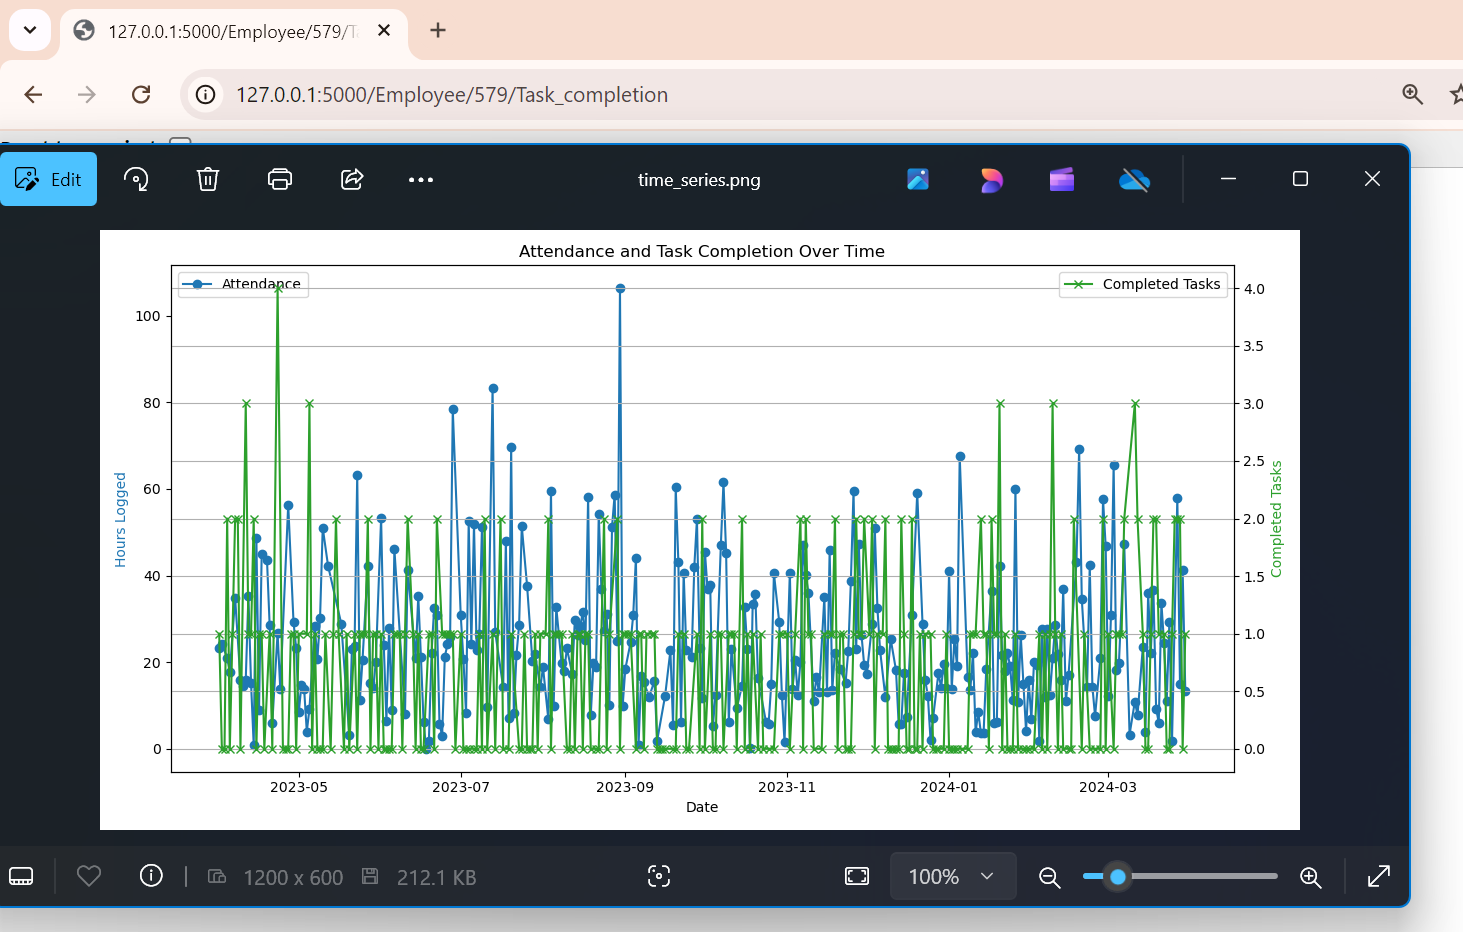 127.0.0.1:5000/Employee/579/T
127.0.0.1:5000/Employee/579/Task_completion
Edit
time_series.png
Attendance and Task Completion Over Time
Attendance
Completed Tasks
100
80
60
40
20
0
Hours Logged
4.0
3.5
3.0
2.5
2.0
1.5
1.0
0.5
0.0
Completed Tasks
2023-05 2023-07 2023-09 2023-11 2024-01 2024-03
Date
1200 x 600 212.1 KB 100%